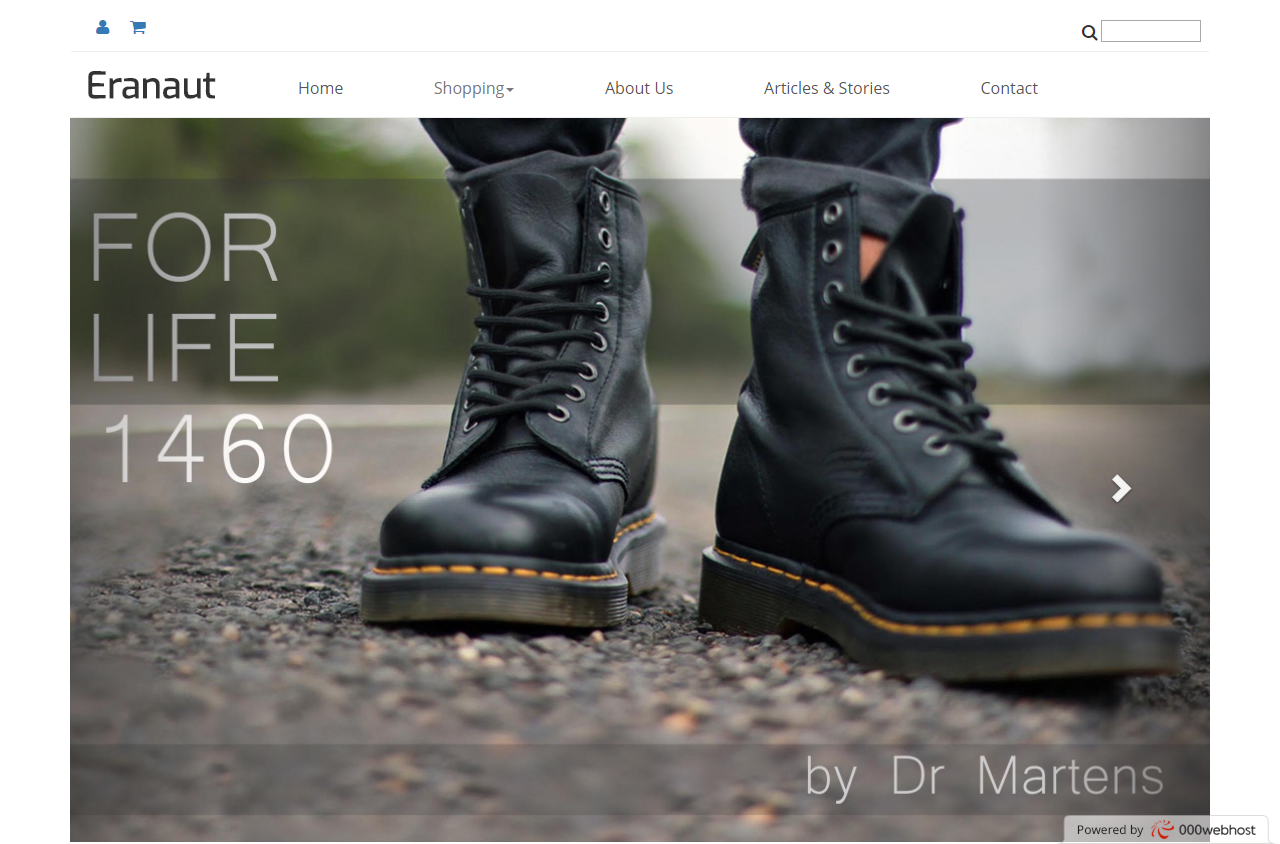 Eranaut
Home
Shopping
About Us
Articles & Stories
Contact
FOR
LIFE
1460
by Dr Martens
Powered by 000webhost